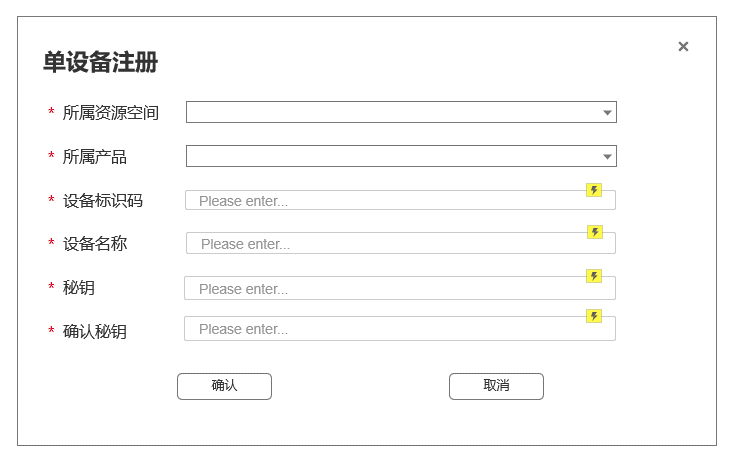 单设备注册
×
* 所属资源空间
* 所属产品
* 设备标识码 Please enter...
* 设备名称 Please enter...
* 秘钥 Please enter...
* 确认秘钥 Please enter...
确认 取消